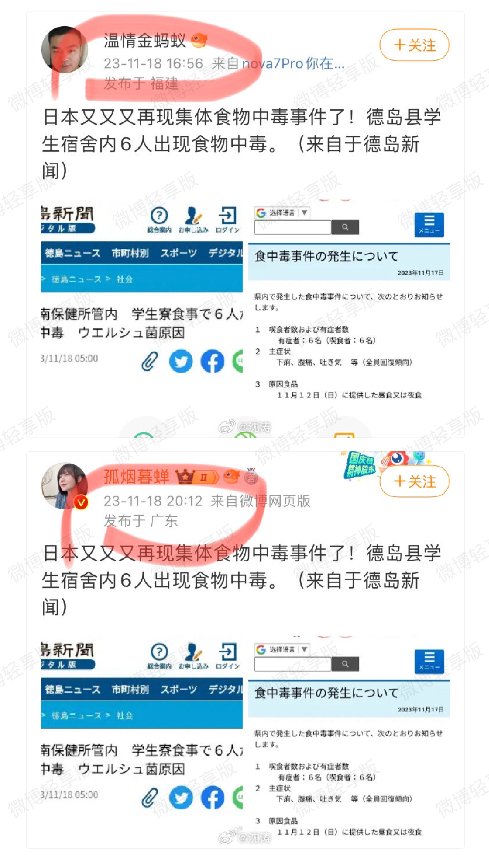 温情金蚂蚁
+关注
23-11-18 16:56 来自nova7Pro你在...
发布于 福建
日本又又又再现集体食物中毒事件了！德岛县学
生宿舍内6人出现食物中毒。（来自于德岛新
闻）
島新聞
ジタル版
総合案内 お申し込み ログイン
徳島ニュース 市町村別 スポーツ デジタル
> 徳島ニュース > 社会
南保健所管内 学生寮食事で6人
中毒 ウエルシュ菌原因
3/11/18 05:00
G 选择语言 ▼
メニュー
食中毒事件の発生について
2023年11月17日
県内で発生した食中毒事件について、次のとおりお知らせ
します。
1 喫食者数および有症者数
有症者：6名（喫食者：6名）
2 主症状
下痢、腹痛、吐き気 等（全員回復傾向）
3 原因食品
11月12日（日）に提供した昼食又は夜食
孤烟暮蝉
II
+关注
23-11-18 20:12 来自微博网页版
发布于 广东
日本又又又再现集体食物中毒事件了！德岛县学
生宿舍内6人出现食物中毒。（来自于德岛新
闻）
島新聞
ジタル版
総合案内 お申し込み ログイン
徳島ニュース 市町村別 スポーツ デジタル
> 徳島ニュース > 社会
南保健所管内 学生寮食事で6人
中毒 ウエルシュ菌原因
3/11/18 05:00
G 选择语言 ▼
メニュー
食中毒事件の発生について
2023年11月17日
県内で発生した食中毒事件について、次のとおりお知らせ
します。
1 喫食者数および有症者数
有症者：6名（喫食者：6名）
2 主症状
下痢、腹痛、吐き気 等（全員回復傾向）
3 原因食品
11月12日（日）に提供した昼食又は夜食
微博轻享版